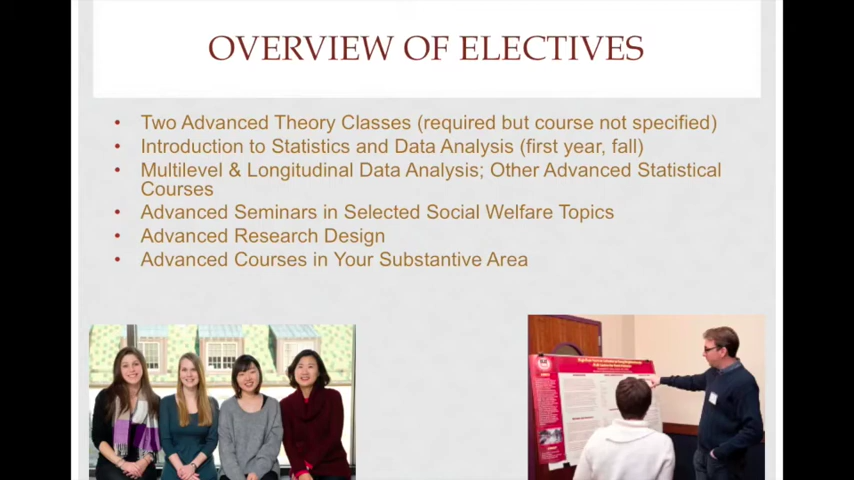 OVERVIEW OF ELECTIVES
• Two Advanced Theory Classes (required but course not specified)
• Introduction to Statistics and Data Analysis (first year, fall)
• Multilevel & Longitudinal Data Analysis; Other Advanced Statistical
Courses
• Advanced Seminars in Selected Social Welfare Topics
• Advanced Research Design
• Advanced Courses in Your Substantive Area